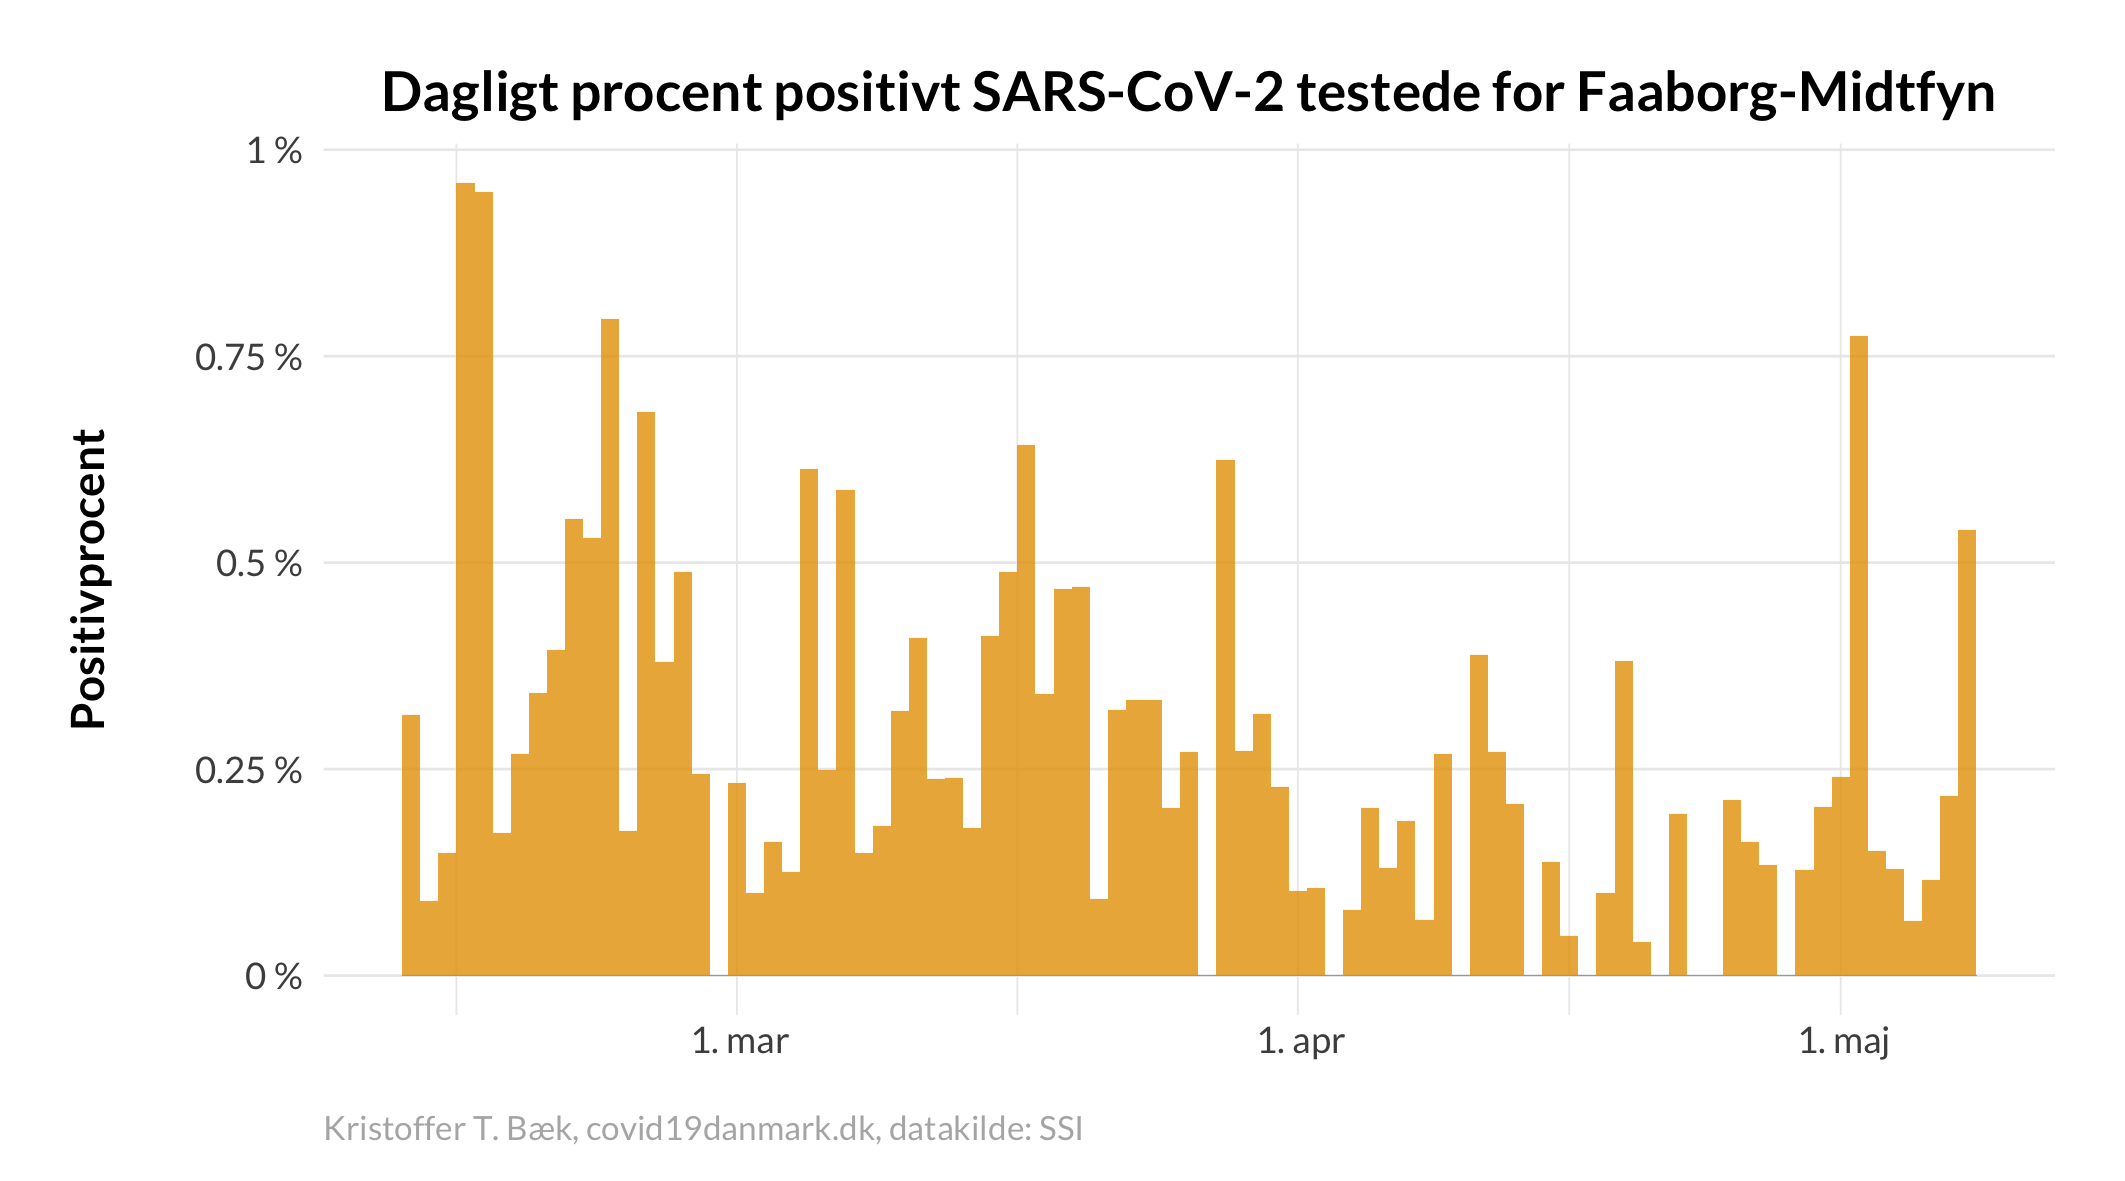 Dagligt procent positivt SARS-CoV-2 testede for Faaborg-Midtfyn
Positivprocent
1 %
0.75 %
0.5 %
0.25 %
0 %
1. mar
1. apr
1. maj
Kristoffer T. Bæk, covid19danmark.dk, datakilde: SSI